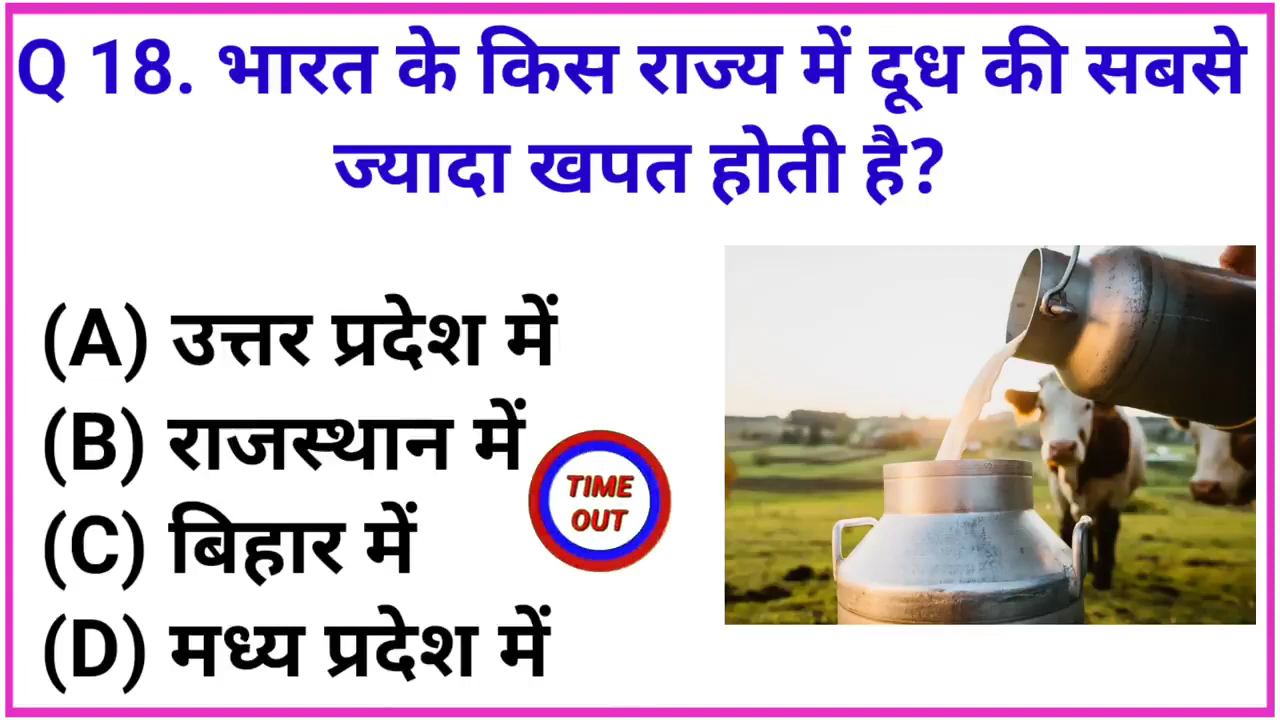 Q 18. भारत के किस राज्य में दूध की सबसे
ज्यादा खपत होती है?
(A) उत्तर प्रदेश में
(B) राजस्थान में
(C) बिहार में
(D) मध्य प्रदेश में
TIME
OUT